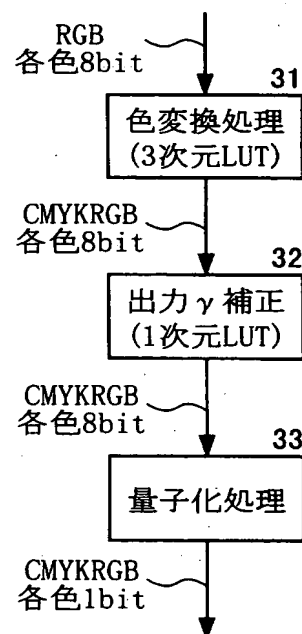 RGB
各色8bit
31
色変換処理
(3次元LUT)
CMYKRGB
各色8bit
32
出力γ補正
(1次元LUT)
CMYKRGB
各色8bit
33
量子化処理
CMYKRGB
各色1bit